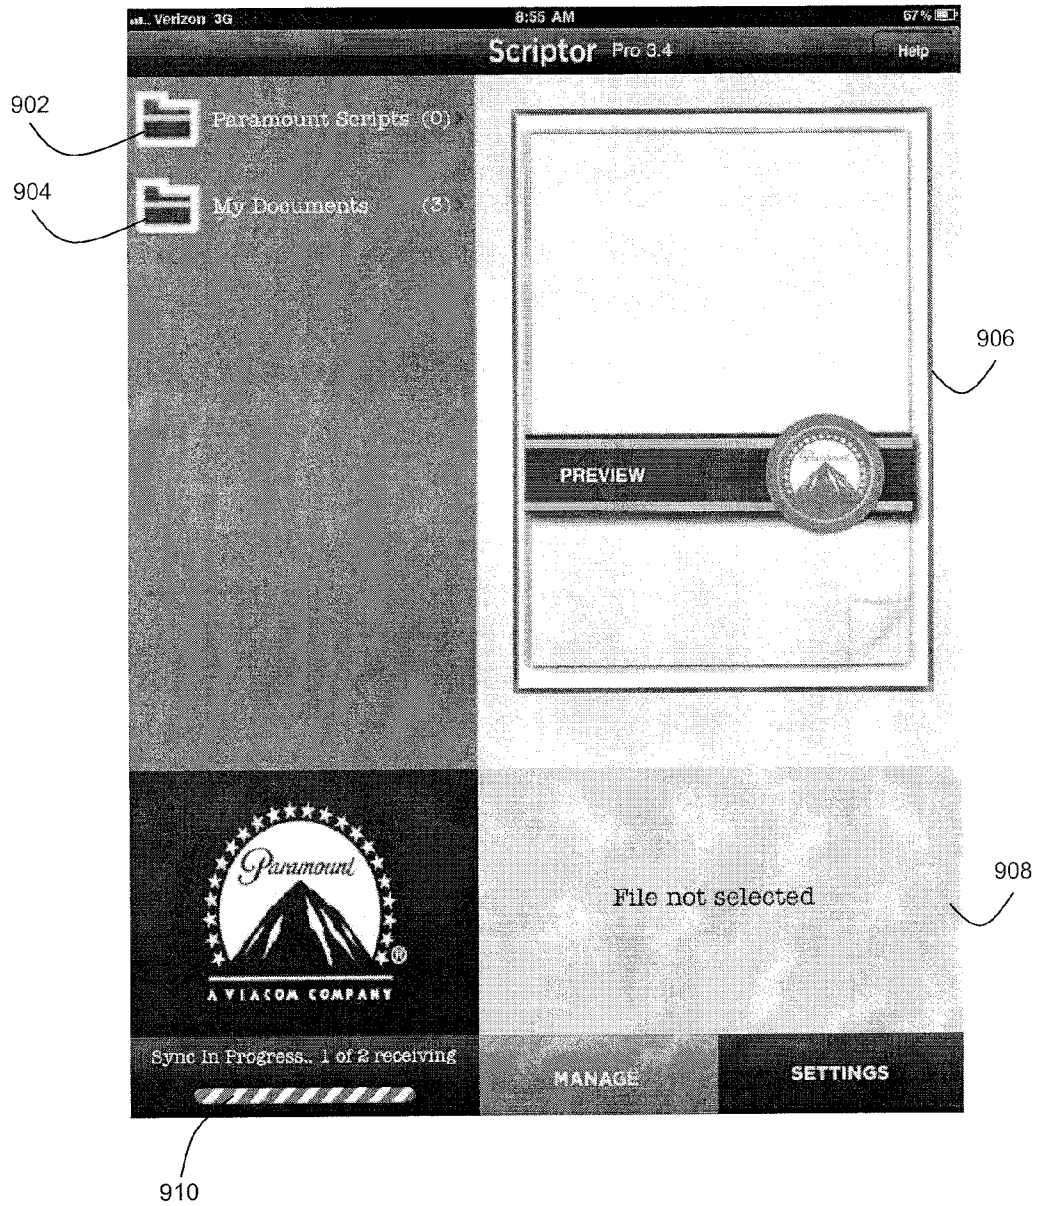 Verizon 3G 8:55 AM 67%
Scriptor Pro 3.4 Help
902
Paramount Scripts (0)
904
My Documents (3)
906
Paramount
PREVIEW
Paramount
®
A VIACOM COMPANY
File not selected
908
Sync In Progress.. 1 of 2 receiving
MANAGE
SETTINGS
910